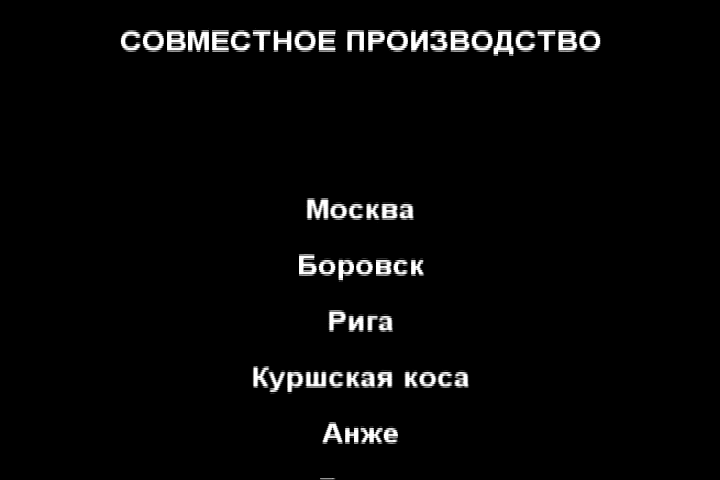 СОВМЕСТНОЕ ПРОИЗВОДСТВО
Москва
Боровск
Рига
Куршская коса
Анже